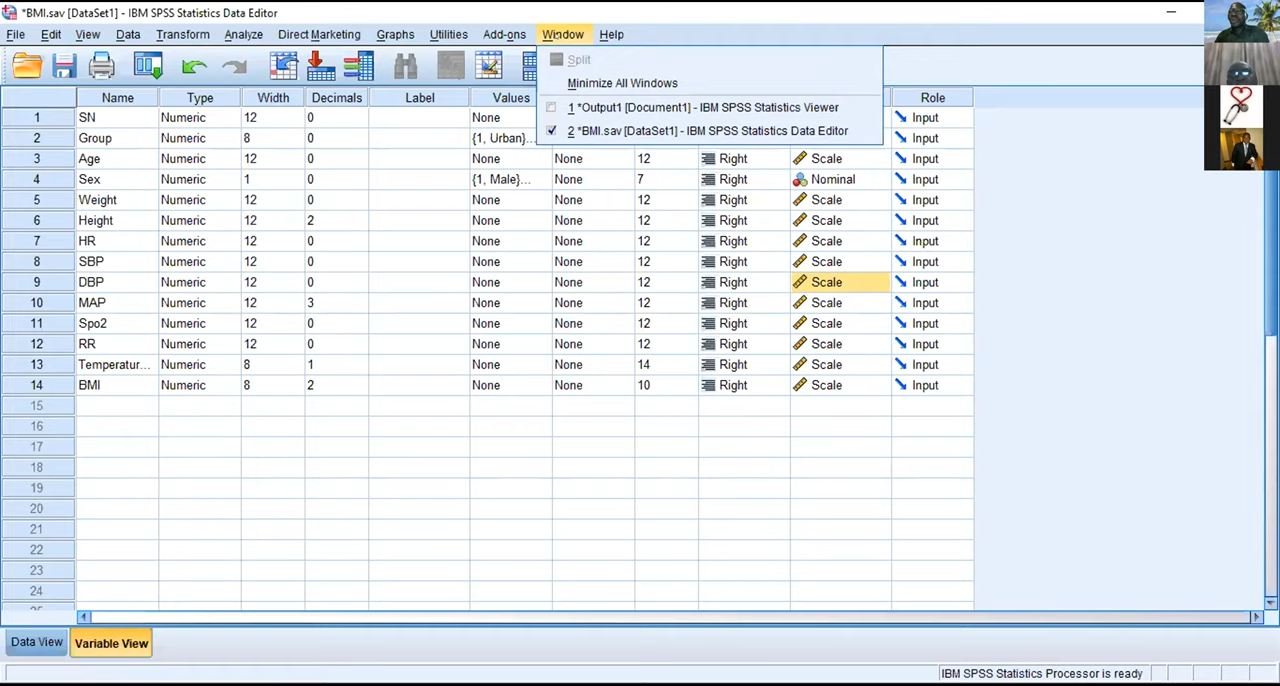 *BMI.sav [DataSet1] - IBM SPSS Statistics Data Editor
File Edit View Data Transform Analyze Direct Marketing Graphs Utilities Add-ons Window Help
Split
Minimize All Windows
1 *Output1 [Document1] - IBM SPSS Statistics Viewer
2 *BMI.sav [DataSet1] - IBM SPSS Statistics Data Editor
Name Type Width Decimals Label Values Role
1 SN Numeric 12 0 None Input
2 Group Numeric 8 0 {1, Urban}... Input
3 Age Numeric 12 0 None None 12 Right Scale Input
4 Sex Numeric 1 0 {1, Male}... None 7 Right Nominal Input
5 Weight Numeric 12 0 None None 12 Right Scale Input
6 Height Numeric 12 2 None None 12 Right Scale Input
7 HR Numeric 12 0 None None 12 Right Scale Input
8 SBP Numeric 12 0 None None 12 Right Scale Input
9 DBP Numeric 12 0 None None 12 Right Scale Input
10 MAP Numeric 12 3 None None 12 Right Scale Input
11 Spo2 Numeric 12 0 None None 12 Right Scale Input
12 RR Numeric 12 0 None None 12 Right Scale Input
13 Temperatur... Numeric 8 1 None None 14 Right Scale Input
14 BMI Numeric 8 2 None None 10 Right Scale Input
15
16
17
18
19
20
21
22
23
24
Data View Variable View
IBM SPSS Statistics Processor is ready